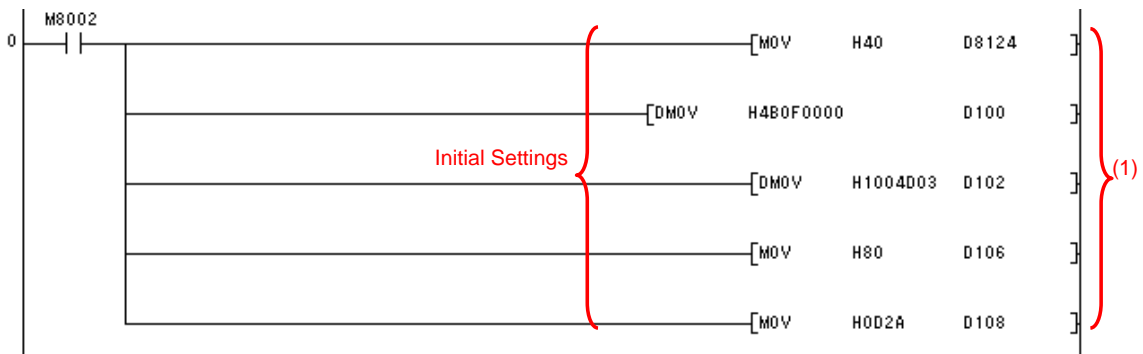 M8002
0 [MOV H40 D8124 ]
[DMOV H4B0F0000 D100 ]
Initial Settings
[DMOV H1004D03 D102 ]
(1)
[MOV H80 D106 ]
[MOV H0D2A D108 ]